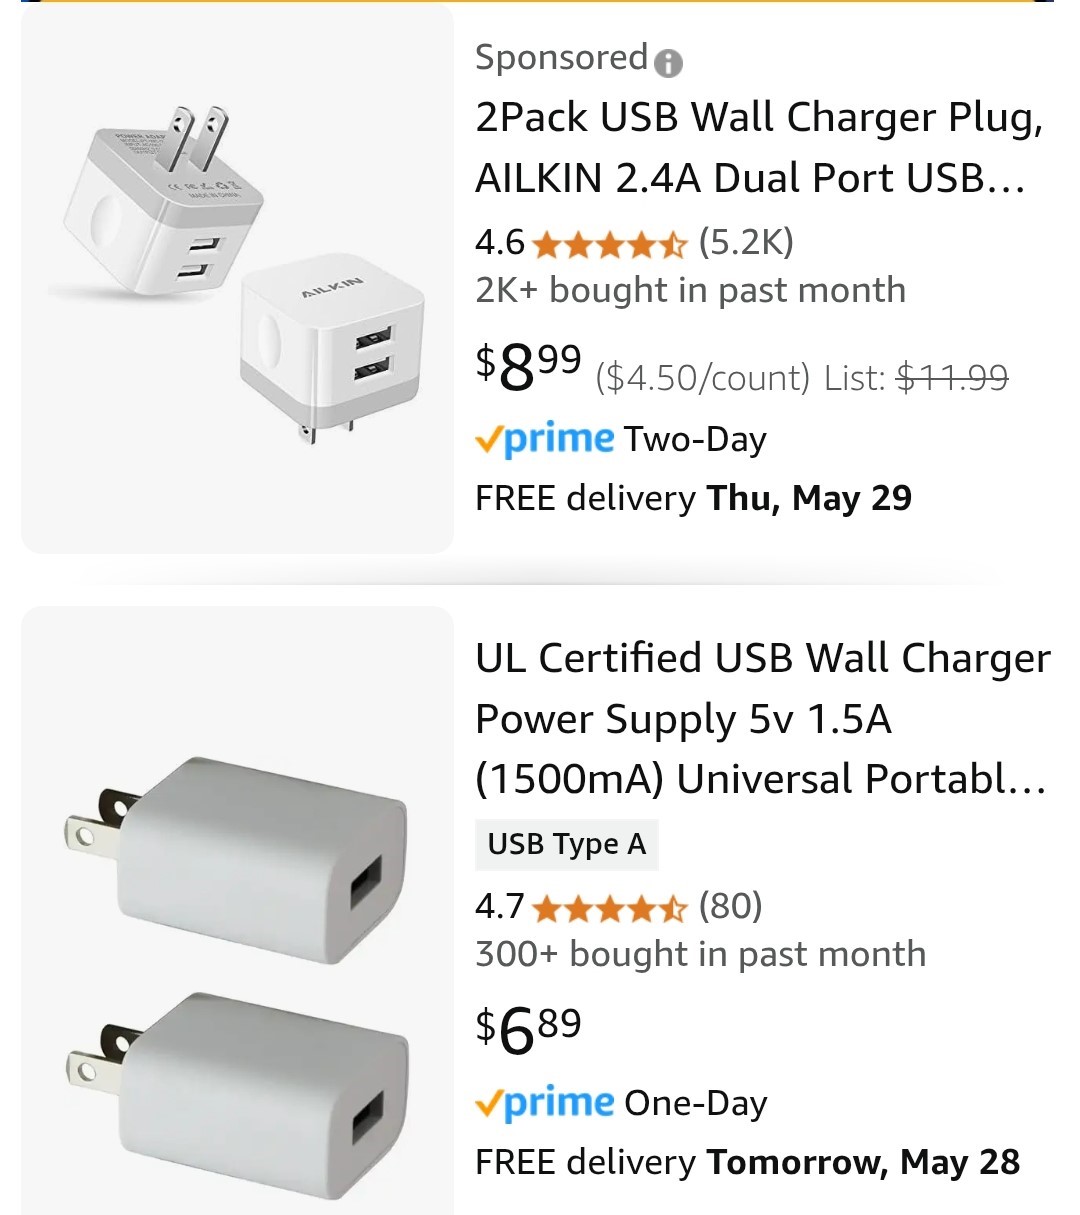 Sponsored
2Pack USB Wall Charger Plug,
AILKIN 2.4A Dual Port USB...
4.6 (5.2K)
2K+ bought in past month
$8.99 ($4.50/count) List: $11.99
prime Two-Day
FREE delivery Thu, May 29
AILKIN
MADE IN CHINA
UL Certified USB Wall Charger
Power Supply 5v 1.5A
(1500mA) Universal Portabl...
USB Type A
4.7 (80)
300+ bought in past month
$6.89
prime One-Day
FREE delivery Tomorrow, May 28